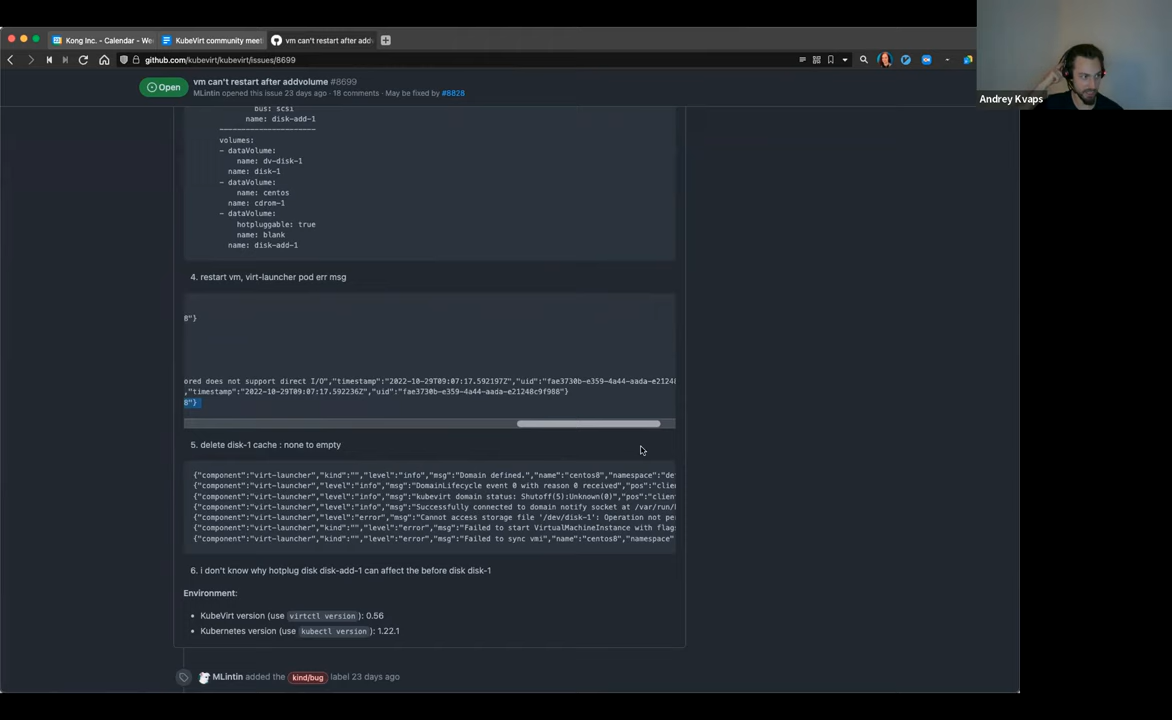 Kong Inc. - Calendar - We
KubeVirt community meet
vm can't restart after addvo
github.com/kubevirt/kubevirt/issues/8699
Andrey Kvaps
Open
vm can't restart after addvolume #8699
MLintin opened this issue 23 days ago · 18 comments · May be fixed by #8828
bus: scsi
name: disk-add-1
volumes:
- dataVolume:
name: dv-disk-1
name: disk-1
- dataVolume:
name: centos
name: cdrom-1
- dataVolume:
hotpluggable: true
name: blank
name: disk-add-1
4. restart vm, virt-launcher pod err msg
8"}
ored does not support direct I/O","timestamp":"2022-10-29T09:07:17.592197Z","uid":"fae3730b-e359-4a44-aada-e21248
,"timestamp":"2022-10-29T09:07:17.592236Z","uid":"fae3730b-e359-4a44-aada-e21248c9f988"}
8"}
5. delete disk-1 cache : none to empty
{"component":"virt-launcher","kind":"","level":"info","msg":"Domain defined.","name":"centos8","namespace":"de
{"component":"virt-launcher","level":"info","msg":"DomainLifecycle event 0 with reason 0 received","pos":"clie
{"component":"virt-launcher","level":"info","msg":"kubevirt domain status: Shutoff(5):Unknown(0)","pos":"clien
{"component":"virt-launcher","level":"info","msg":"Successfully connected to domain notify socket at /var/run/
{"component":"virt-launcher","level":"error","msg":"Cannot access storage file '/dev/disk-1': Operation not pe
{"component":"virt-launcher","kind":"","level":"error","msg":"Failed to start VirtualMachineInstance with flags
{"component":"virt-launcher","kind":"","level":"error","msg":"Failed to sync vmi","name":"centos8","namespace"
6. i don't know why hotplug disk disk-add-1 can affect the before disk disk-1
Environment:
• KubeVirt version (use virtctl version): 0.56
• Kubernetes version (use kubectl version): 1.22.1
MLintin added the kind/bug label 23 days ago